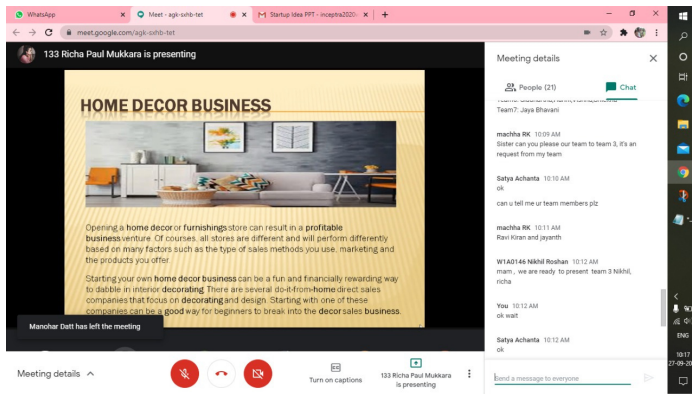 WhatsApp
Meet - agk-sxhb-tet
Startup Idea PPT - inceptra2020
meet.google.com/agk-sxhb-tet
133 Richa Paul Mukkara is presenting
HOME DECOR BUSINESS
Opening a home decor or furnishings store can result in a profitable
business venture. Of courses, all stores are different and will perform differently
based on many factors such as the type of sales methods you use, marketing and
the products you offer.
Starting your own home decor business can be a fun and financially rewarding way
to dabble in interior decorating. There are several do-it-from-home direct sales
companies that focus on decorating and design. Starting with one of these
companies can be a good way for beginners to break into the decor sales business.
Manohar Datt has left the meeting
Meeting details
Turn on captions
133 Richa Paul Mukkara
is presenting
Meeting details
People (21)
Chat
Team7: Jaya Bhavani
machha RK 10:09 AM
Sister can you please our team to team 3, it's an
request from my team
Satya Achanta 10:10 AM
ok
can u tell me ur team members plz
machha RK 10:11 AM
Ravi Kiran and jayanth
W1A0146 Nikhil Roshan 10:12 AM
mam , we are ready to present team 3 Nikhil,
richa
You 10:12 AM
ok wait
Satya Achanta 10:12 AM
ok
Send a message to everyone
ENG
10:17
27-09-20